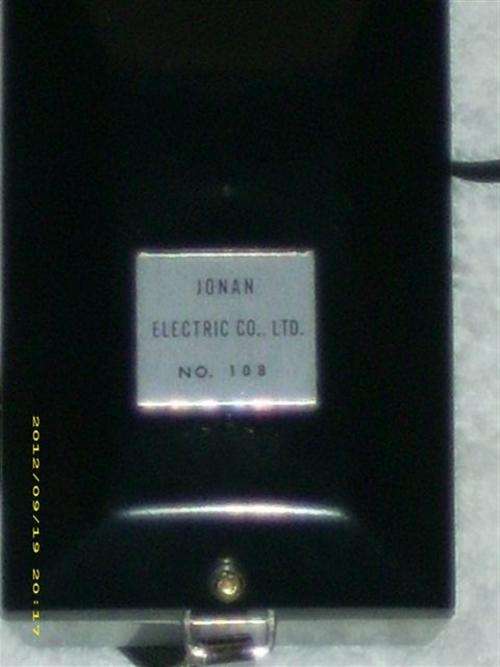 JONAN
ELECTRIC CO., LTD.
NO. 108
2012/09/19 20:17